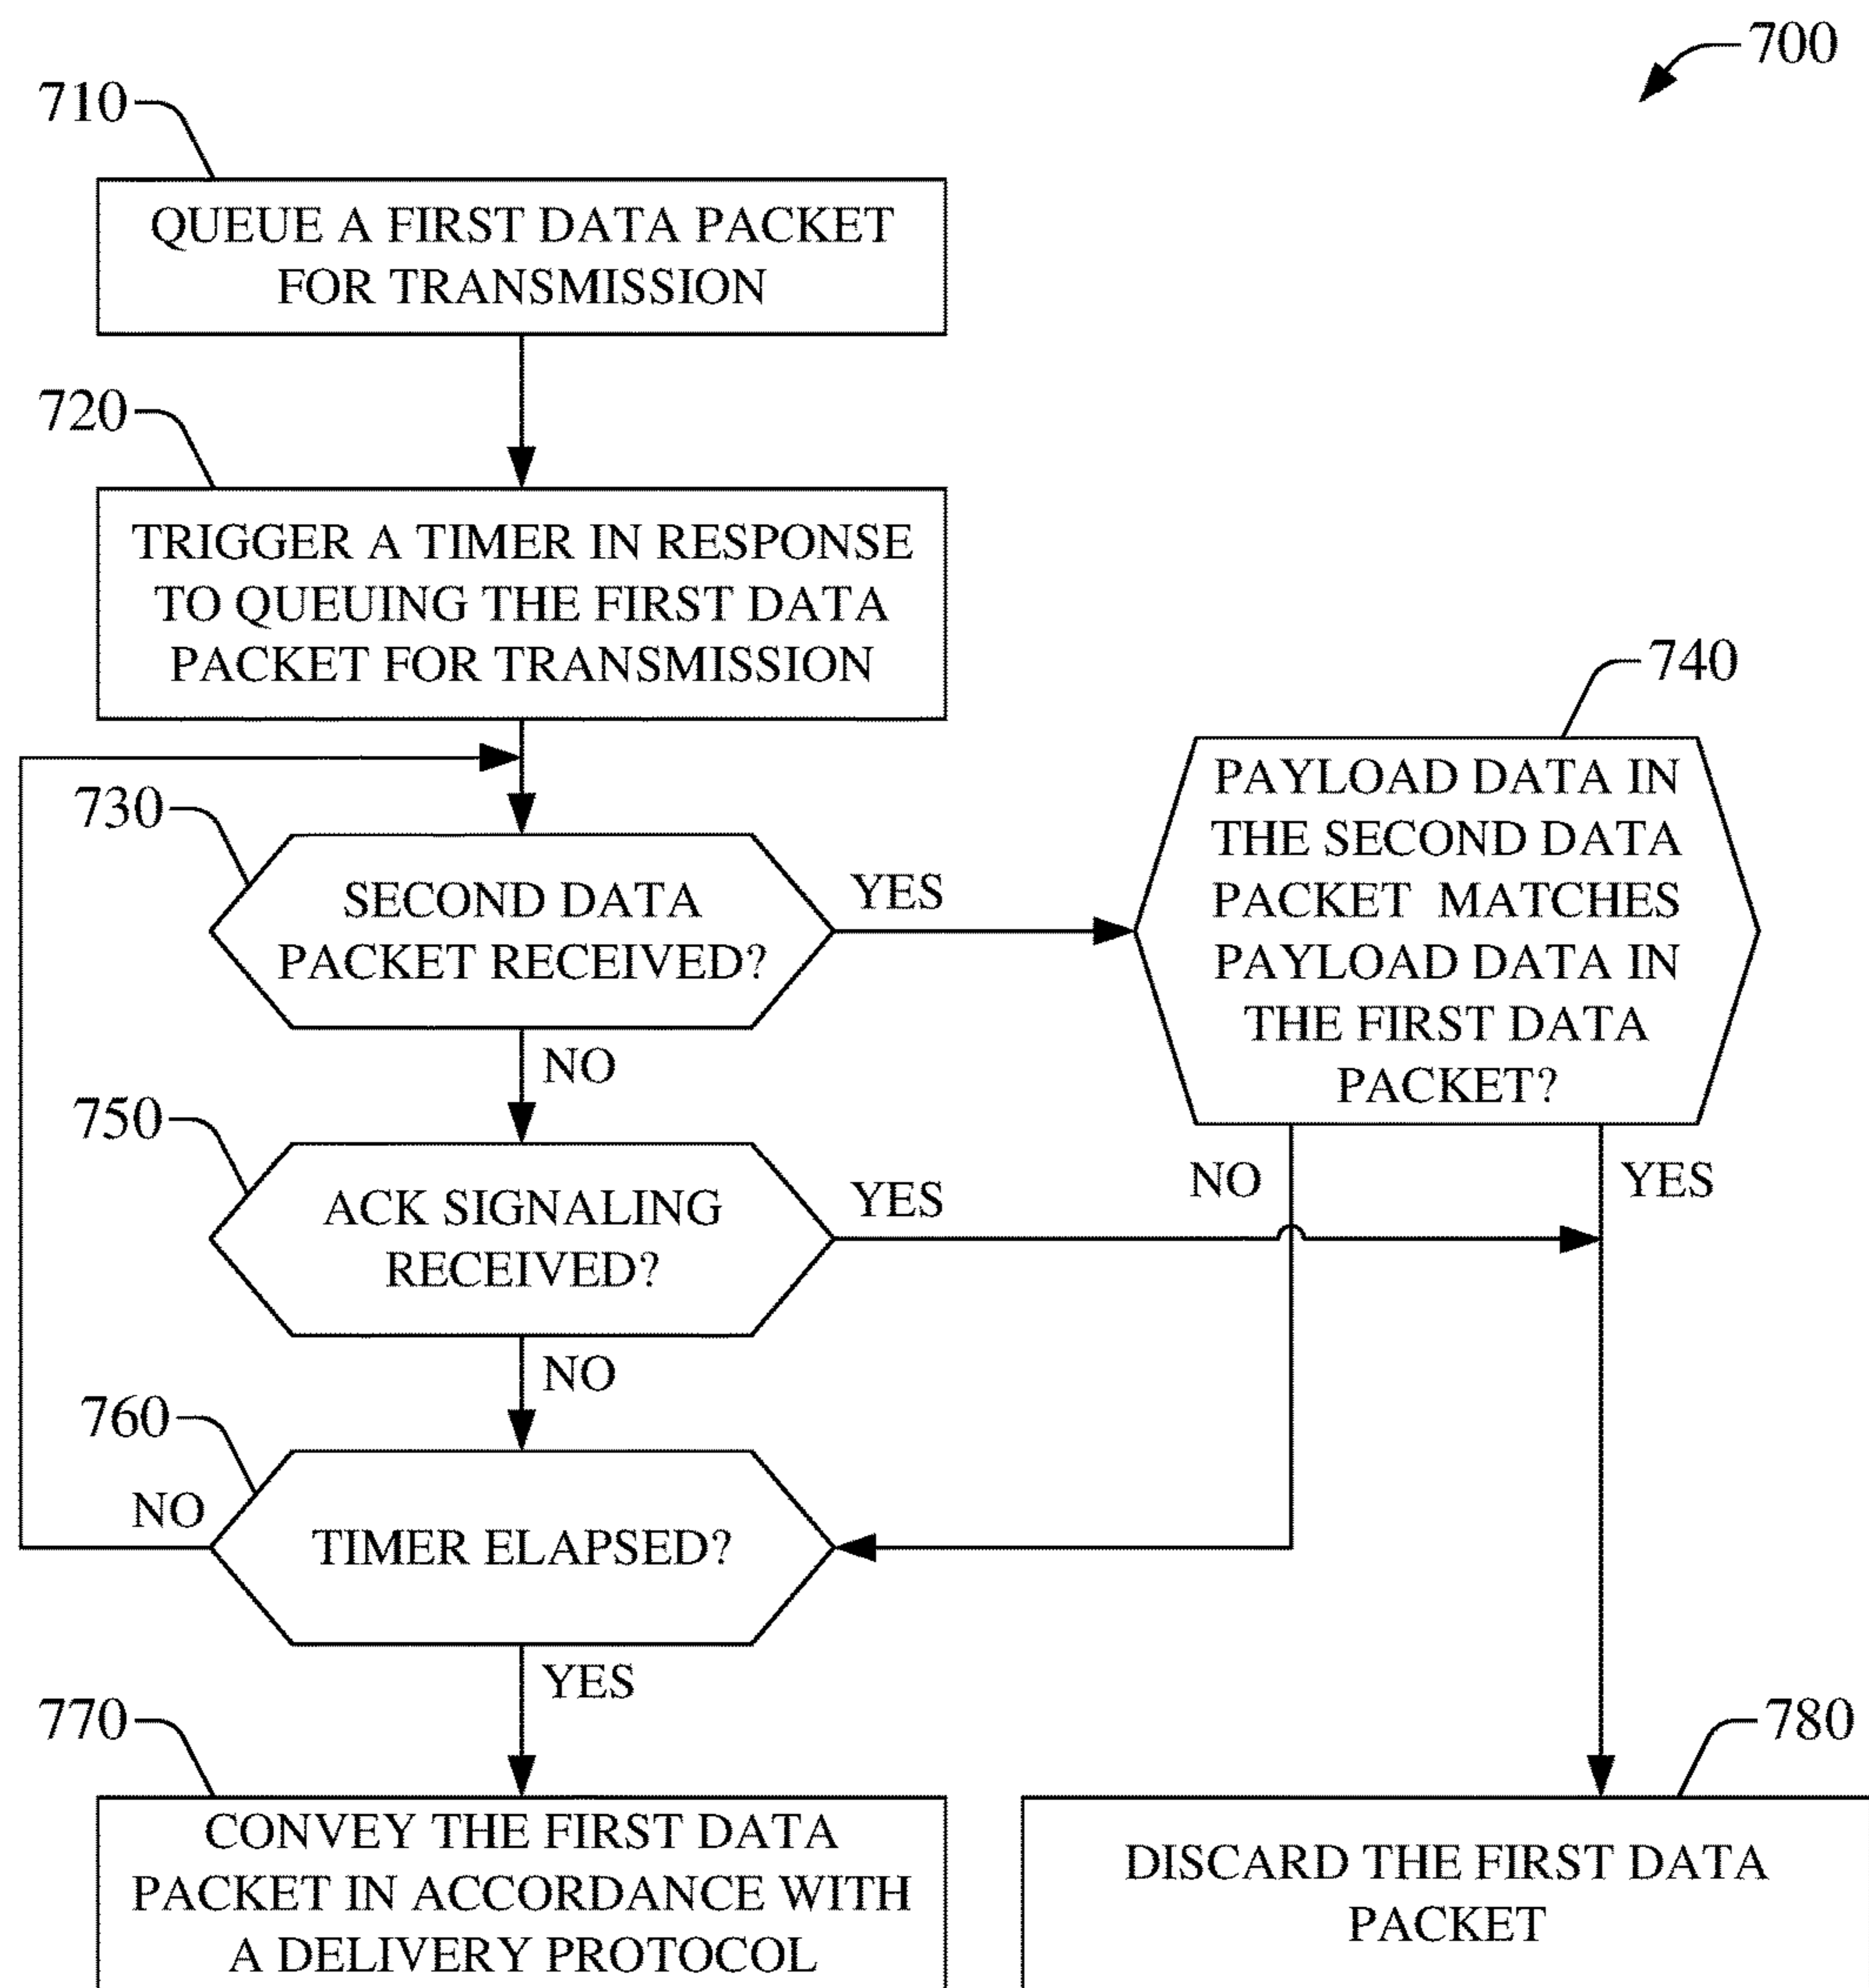 700
710
QUEUE A FIRST DATA PACKET
FOR TRANSMISSION
720
TRIGGER A TIMER IN RESPONSE
TO QUEUING THE FIRST DATA
PACKET FOR TRANSMISSION
730
SECOND DATA
PACKET RECEIVED?
YES
NO
740
PAYLOAD DATA IN
THE SECOND DATA
PACKET MATCHES
PAYLOAD DATA IN
THE FIRST DATA
PACKET?
NO
YES
750
ACK SIGNALING
RECEIVED?
YES
NO
760
TIMER ELAPSED?
NO
YES
770
CONVEY THE FIRST DATA
PACKET IN ACCORDANCE WITH
A DELIVERY PROTOCOL
780
DISCARD THE FIRST DATA
PACKET